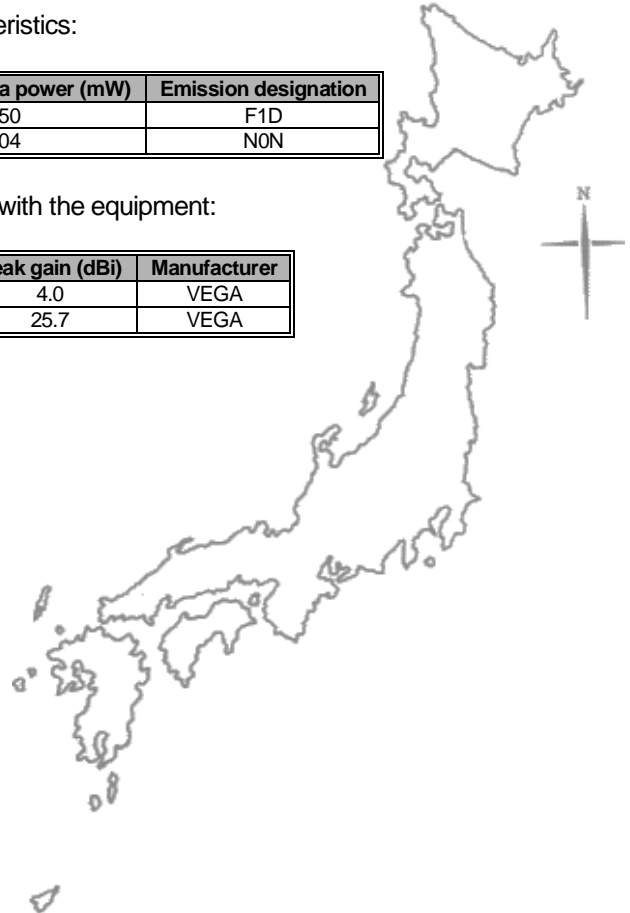 eristics:
a power (mW) Emission designation
50 F1D
04 N0N
with the equipment:
eak gain (dBi) Manufacturer
4.0 VEGA
25.7 VEGA
N